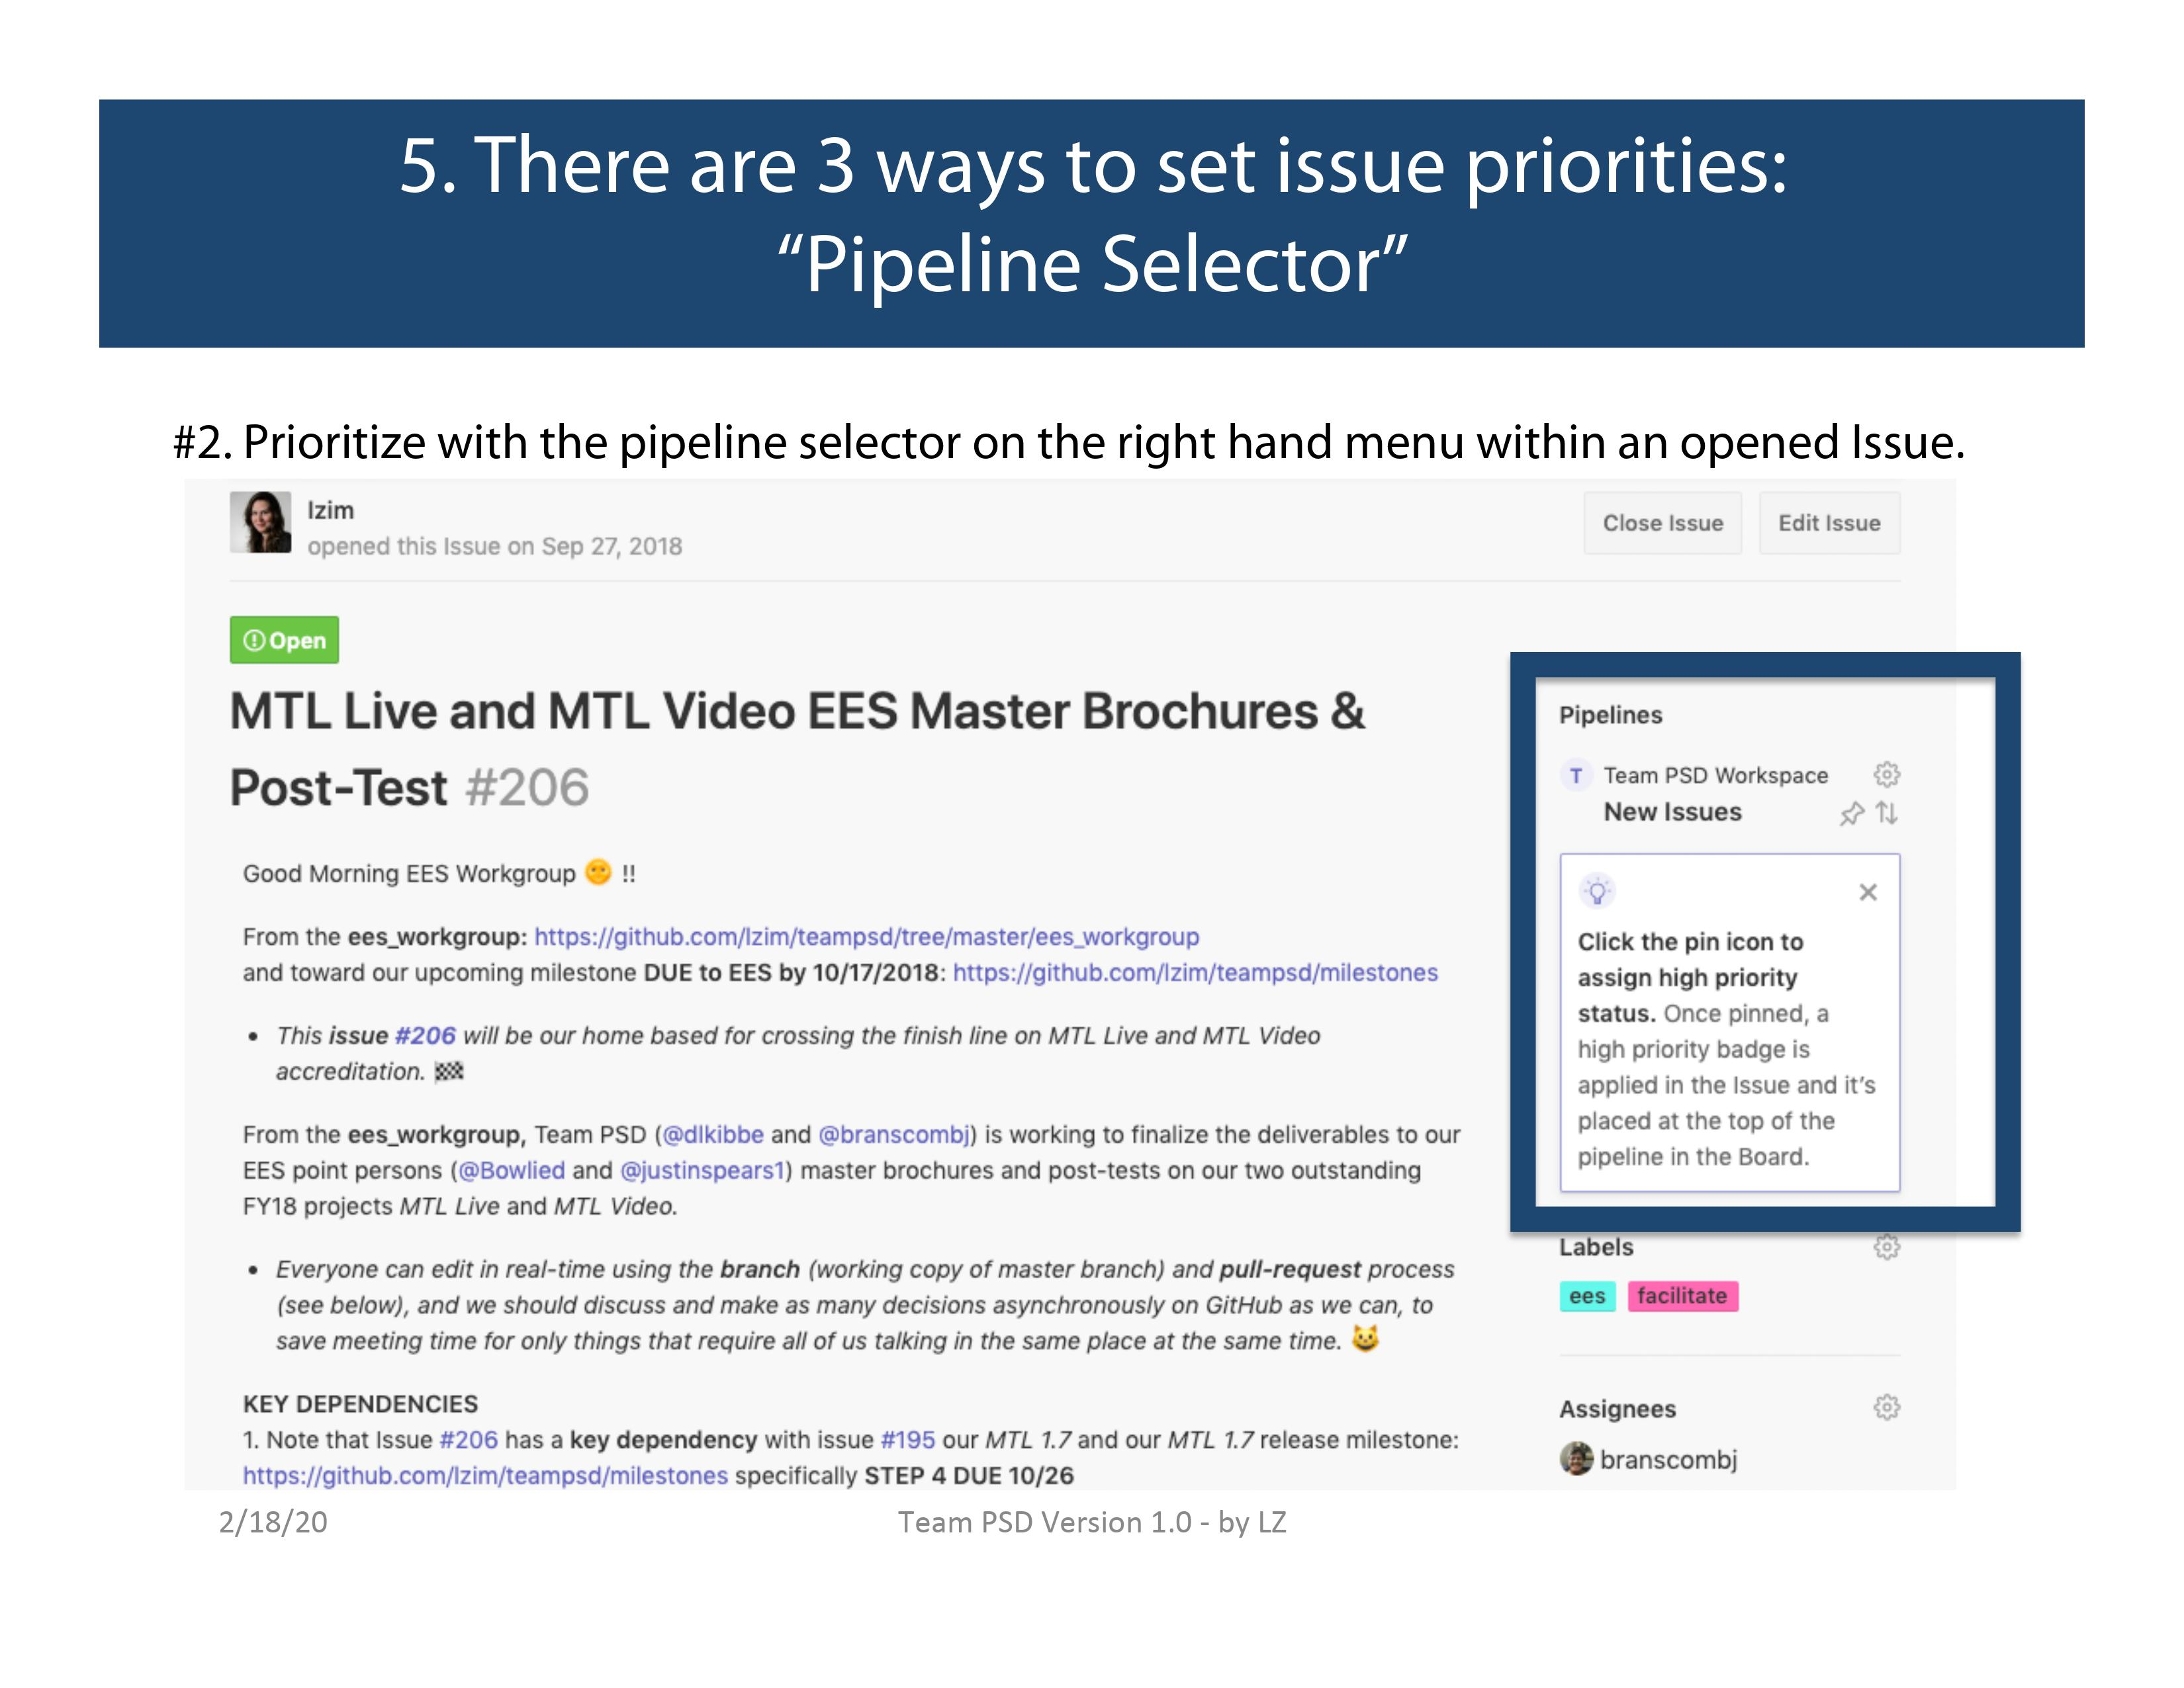 5. There are 3 ways to set issue priorities:
“Pipeline Selector”
#2. Prioritize with the pipeline selector on the right hand menu within an opened Issue.
lzim
opened this Issue on Sep 27, 2018
Close Issue
Edit Issue
Open
MTL Live and MTL Video EES Master Brochures &
Post-Test #206
Good Morning EES Workgroup 🙂 !!
From the ees_workgroup: https://github.com/lzim/teampsd/tree/master/ees_workgroup
and toward our upcoming milestone DUE to EES by 10/17/2018: https://github.com/lzim/teampsd/milestones
• This issue #206 will be our home based for crossing the finish line on MTL Live and MTL Video
accreditation. 🏁
From the ees_workgroup, Team PSD (@dlkibbe and @branscombj) is working to finalize the deliverables to our
EES point persons (@Bowlied and @justinspears1) master brochures and post-tests on our two outstanding
FY18 projects MTL Live and MTL Video.
• Everyone can edit in real-time using the branch (working copy of master branch) and pull-request process
(see below), and we should discuss and make as many decisions asynchronously on GitHub as we can, to
save meeting time for only things that require all of us talking in the same place at the same time. 😺
KEY DEPENDENCIES
1. Note that Issue #206 has a key dependency with issue #195 our MTL 1.7 and our MTL 1.7 release milestone:
https://github.com/lzim/teampsd/milestones specifically STEP 4 DUE 10/26
Pipelines
T Team PSD Workspace
New Issues
Click the pin icon to
assign high priority
status. Once pinned, a
high priority badge is
applied in the Issue and it’s
placed at the top of the
pipeline in the Board.
Labels
ees facilitate
Assignees
branscombj
2/18/20
Team PSD Version 1.0 - by LZ